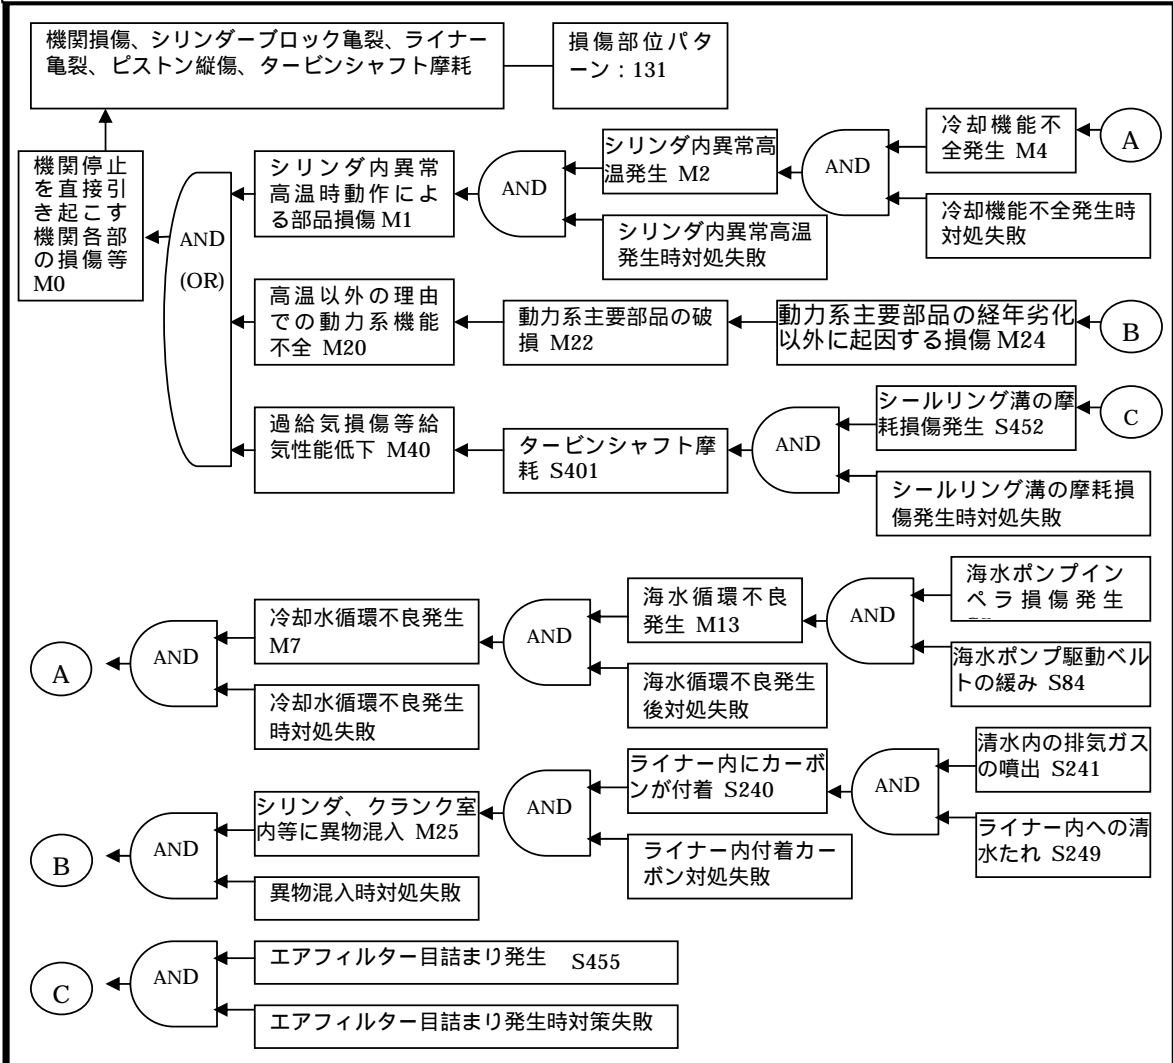 機関損傷、シリンダーブロック亀裂、ライナー
亀裂、ピストン縦傷、タービンシャフト摩耗
損傷部位パタ
ーン：131
機関停止
を直接引
き起こす
機関各部
の損傷等
M0
AND
(OR)
シリンダ内異常
高温時動作によ
る部品損傷 M1
AND
シリンダ内異常高
温発生 M2
シリンダ内異常高温
発生時対処失敗
AND
冷却機能不
全発生 M4
冷却機能不全発生時
対処失敗
A
高温以外の理由
での動力系機能
不全 M20
動力系主要部品の破
損 M22
動力系主要部品の経年劣化
以外に起因する損傷 M24
B
過給気損傷等給
気性能低下 M40
タービンシャフト摩
耗 S401
AND
シールリング溝の摩
耗損傷発生 S452
シールリング溝の摩耗損
傷発生時対処失敗
C
A
AND
冷却水循環不良発生
M7
冷却水循環不良発生
時対処失敗
AND
海水循環不良
発生 M13
海水循環不良発生
後対処失敗
AND
海水ポンプイン
ペラ損傷発生
海水ポンプ駆動ベル
トの緩み S84
B
AND
シリンダ、クランク室
内等に異物混入 M25
異物混入時対処失敗
AND
ライナー内にカーボ
ンが付着 S240
ライナー内付着カー
ボン対処失敗
AND
清水内の排気ガス
の噴出 S241
ライナー内への清
水たれ S249
C
AND
エアフィルター目詰まり発生 S455
エアフィルター目詰まり発生時対策失敗